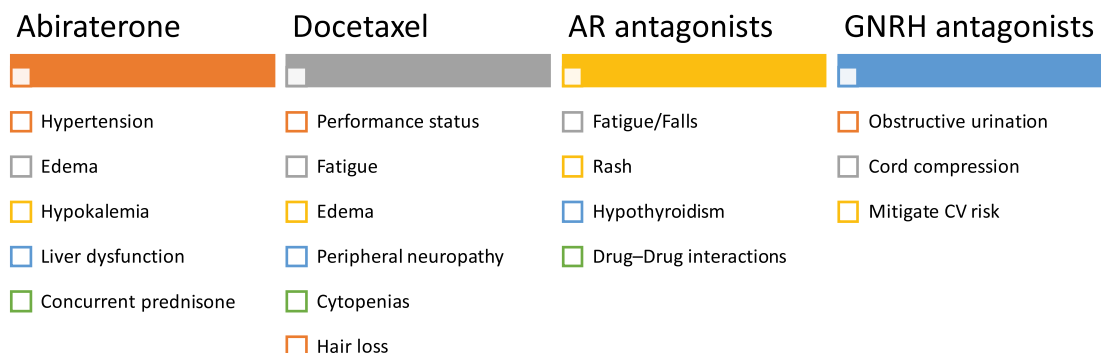 Abiraterone
Hypertension
Edema
Hypokalemia
Liver dysfunction
Concurrent prednisone
Docetaxel
Performance status
Fatigue
Edema
Peripheral neuropathy
Cytopenias
Hair loss
AR antagonists
Fatigue/Falls
Rash
Hypothyroidism
Drug–Drug interactions
GNRH antagonists
Obstructive urination
Cord compression
Mitigate CV risk